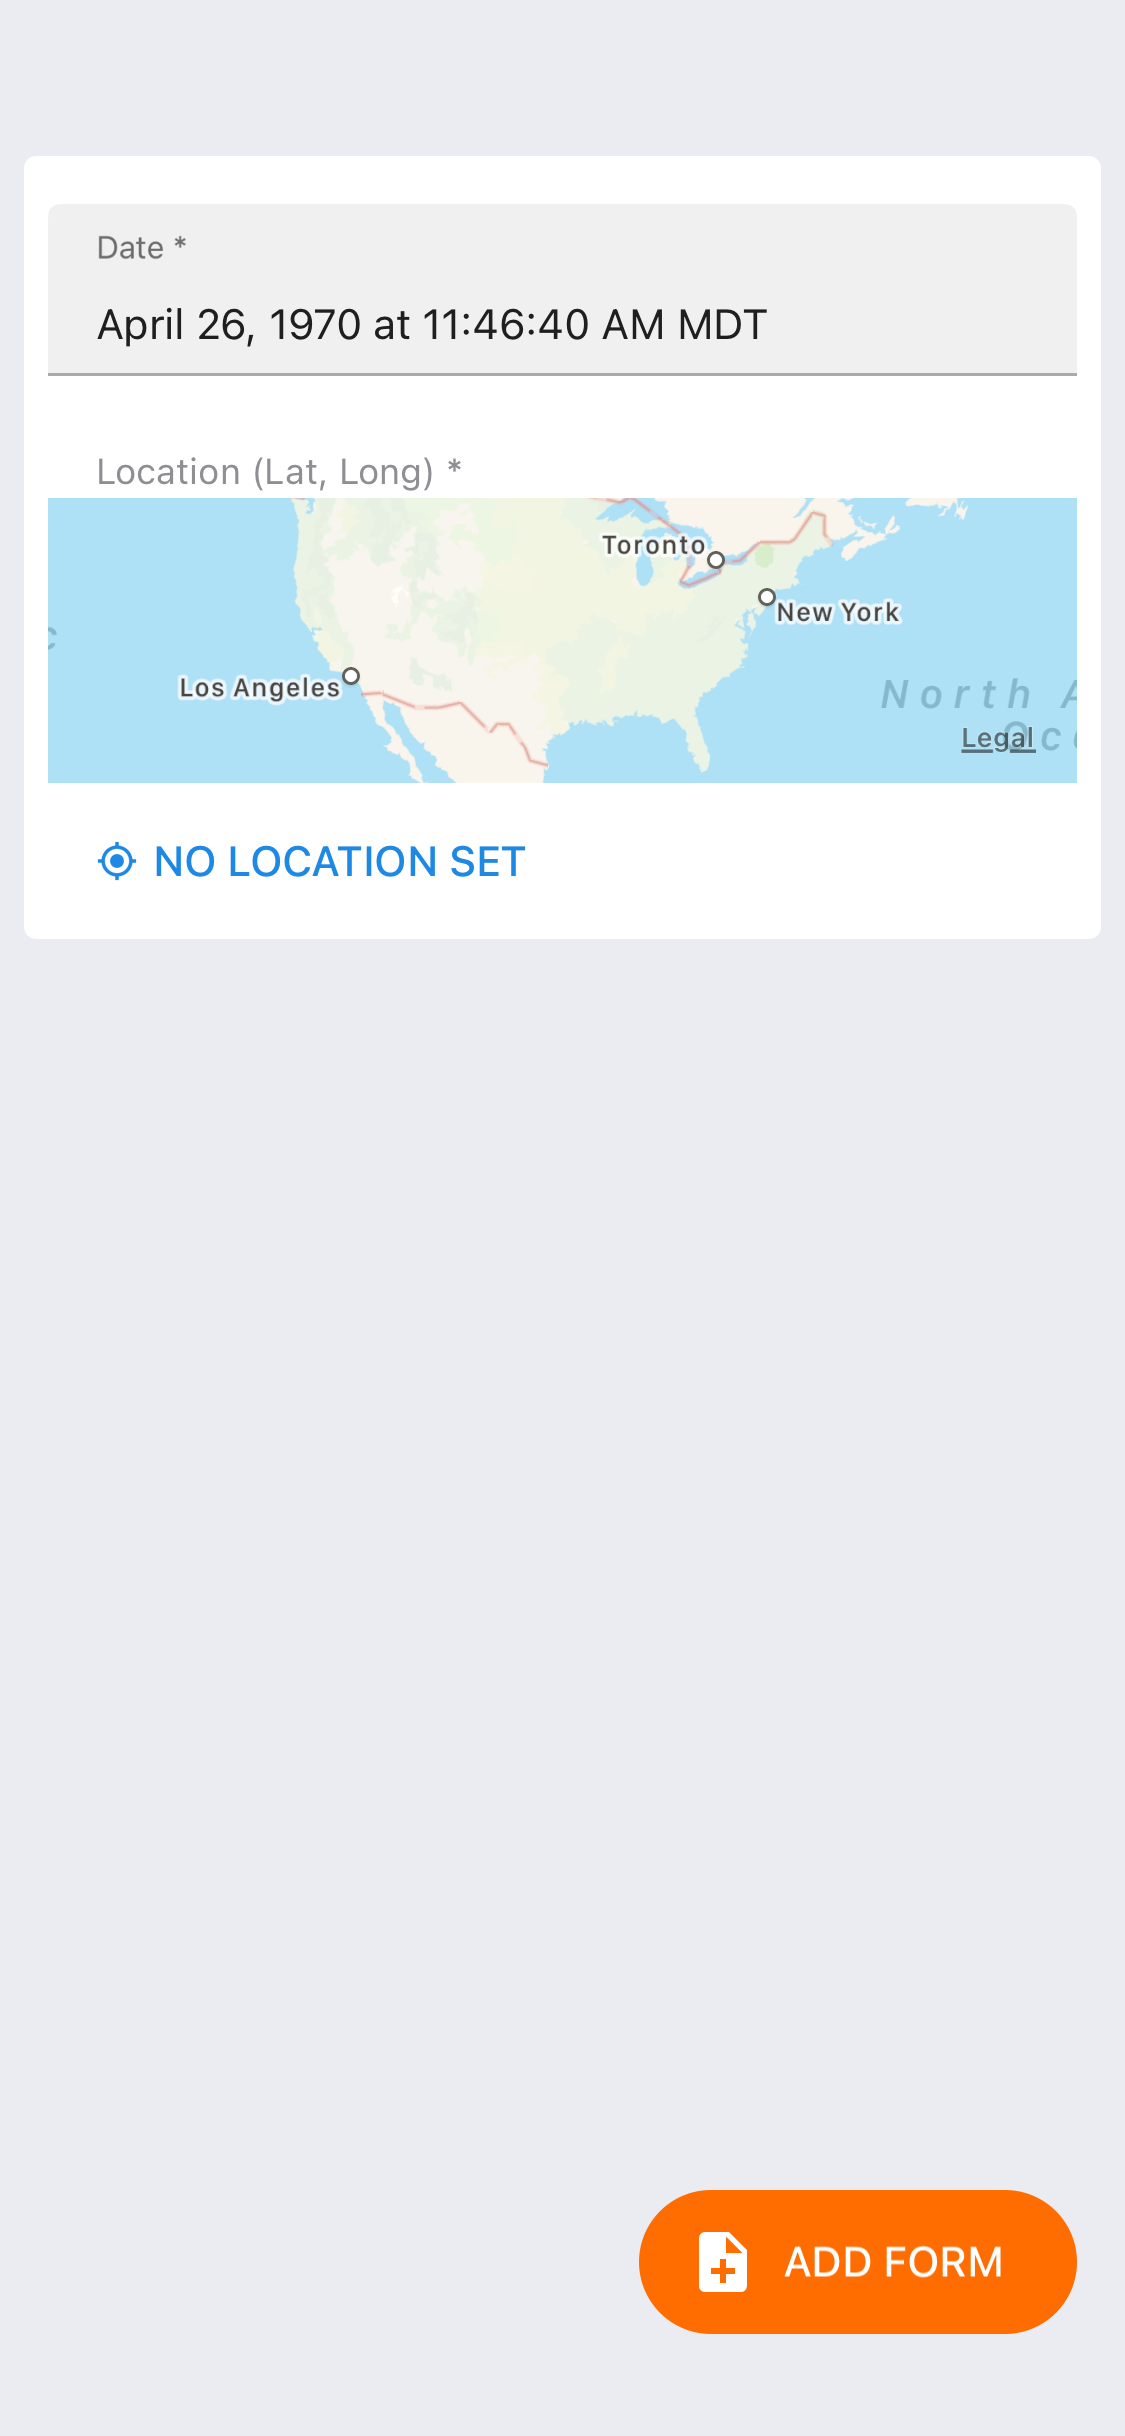 Date *
April 26, 1970 at 11:46:40 AM MDT
Location (Lat, Long) *
Toronto
New York
Los Angeles
North A
Oc
Legal
NO LOCATION SET
ADD FORM